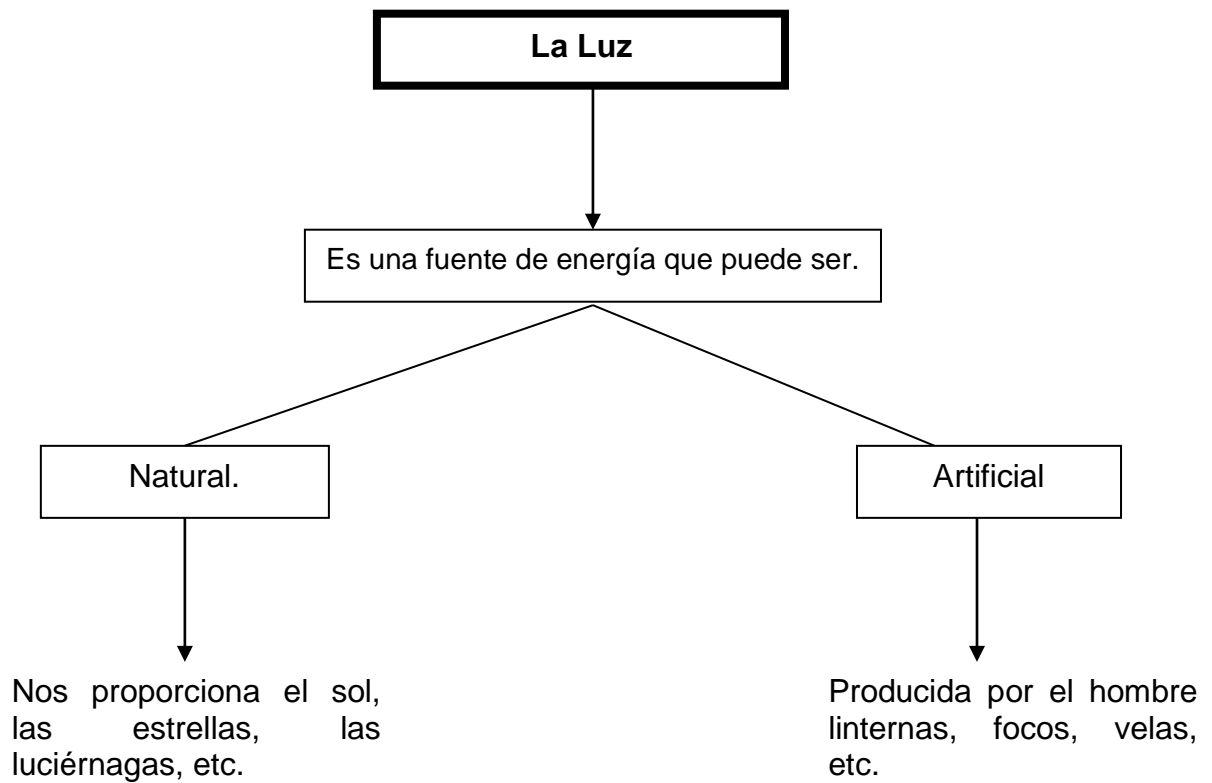 La Luz
Es una fuente de energía que puede ser.
Natural.
Artificial
Nos proporciona el sol,
las estrellas, las
luciérnagas, etc.
Producida por el hombre
linternas, focos, velas,
etc.